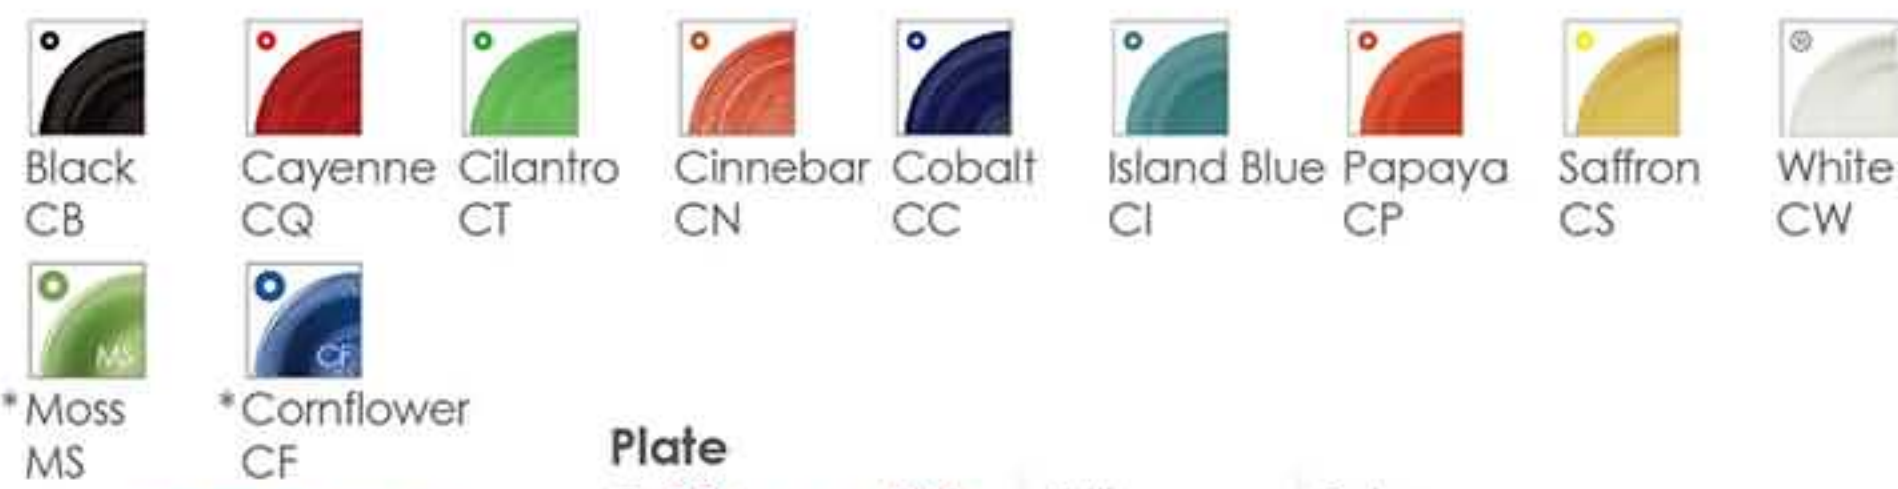 Black Cayenne Cilantro Cinnebar Cobalt Island Blue Papaya Saffron White
CB CQ CT CN CC CI CP CS CW
MS CF
*Moss *Cornflower
MS CF
Plate